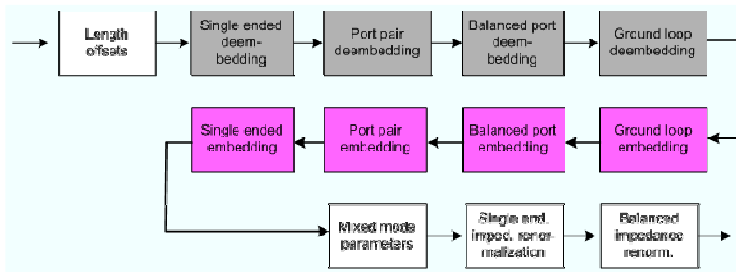 Length
offsets
Single ended
deem-
bedding
Port pair
deembedding
Balanced port
deem-
bedding
Ground loop
deembedding
Single ended
embedding
Port pair
embedding
Balanced port
embedding
Ground loop
embedding
Mixed mode
parameters
Single end.
imped. renor-
malization
Balanced
impedance
renorm.